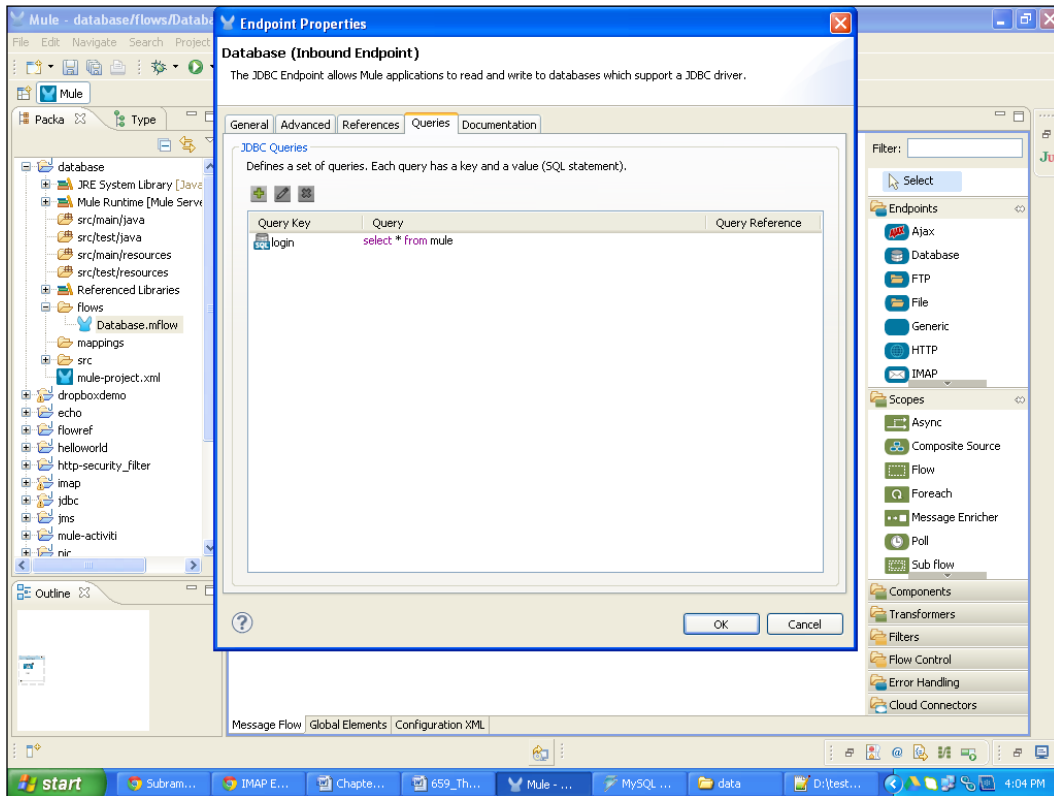 Mule - database/flows/Databa
File Edit Navigate Search Project
Mule
Packa
Type
database
JRE System Library [Java
Mule Runtime [Mule Serve
src/main/java
src/test/java
src/main/resources
src/test/resources
Referenced Libraries
flows
Database.mflow
mappings
src
mule-project.xml
dropboxdemo
echo
flowref
helloworld
http-security_filter
imap
jdbc
jms
mule-activiti
nic
Outline
Endpoint Properties
Database (Inbound Endpoint)
The JDBC Endpoint allows Mule applications to read and write to databases which support a JDBC driver.
General Advanced References Queries Documentation
JDBC Queries
Defines a set of queries. Each query has a key and a value (SQL statement).
Query Key Query Query Reference
SQL login select * from mule
OK Cancel
Message Flow Global Elements Configuration XML
Ju
Filter:
Select
Endpoints
AJAX Ajax
Database
FTP
File
Generic
HTTP
IMAP
Scopes
Async
Composite Source
Flow
Foreach
Message Enricher
Poll
Sub flow
Components
Transformers
Filters
Flow Control
Error Handling
Cloud Connectors
start Subram... IMAP E... Chapte... 659_Th... Mule - ... MySQL ... data D:\test... 4:04 PM